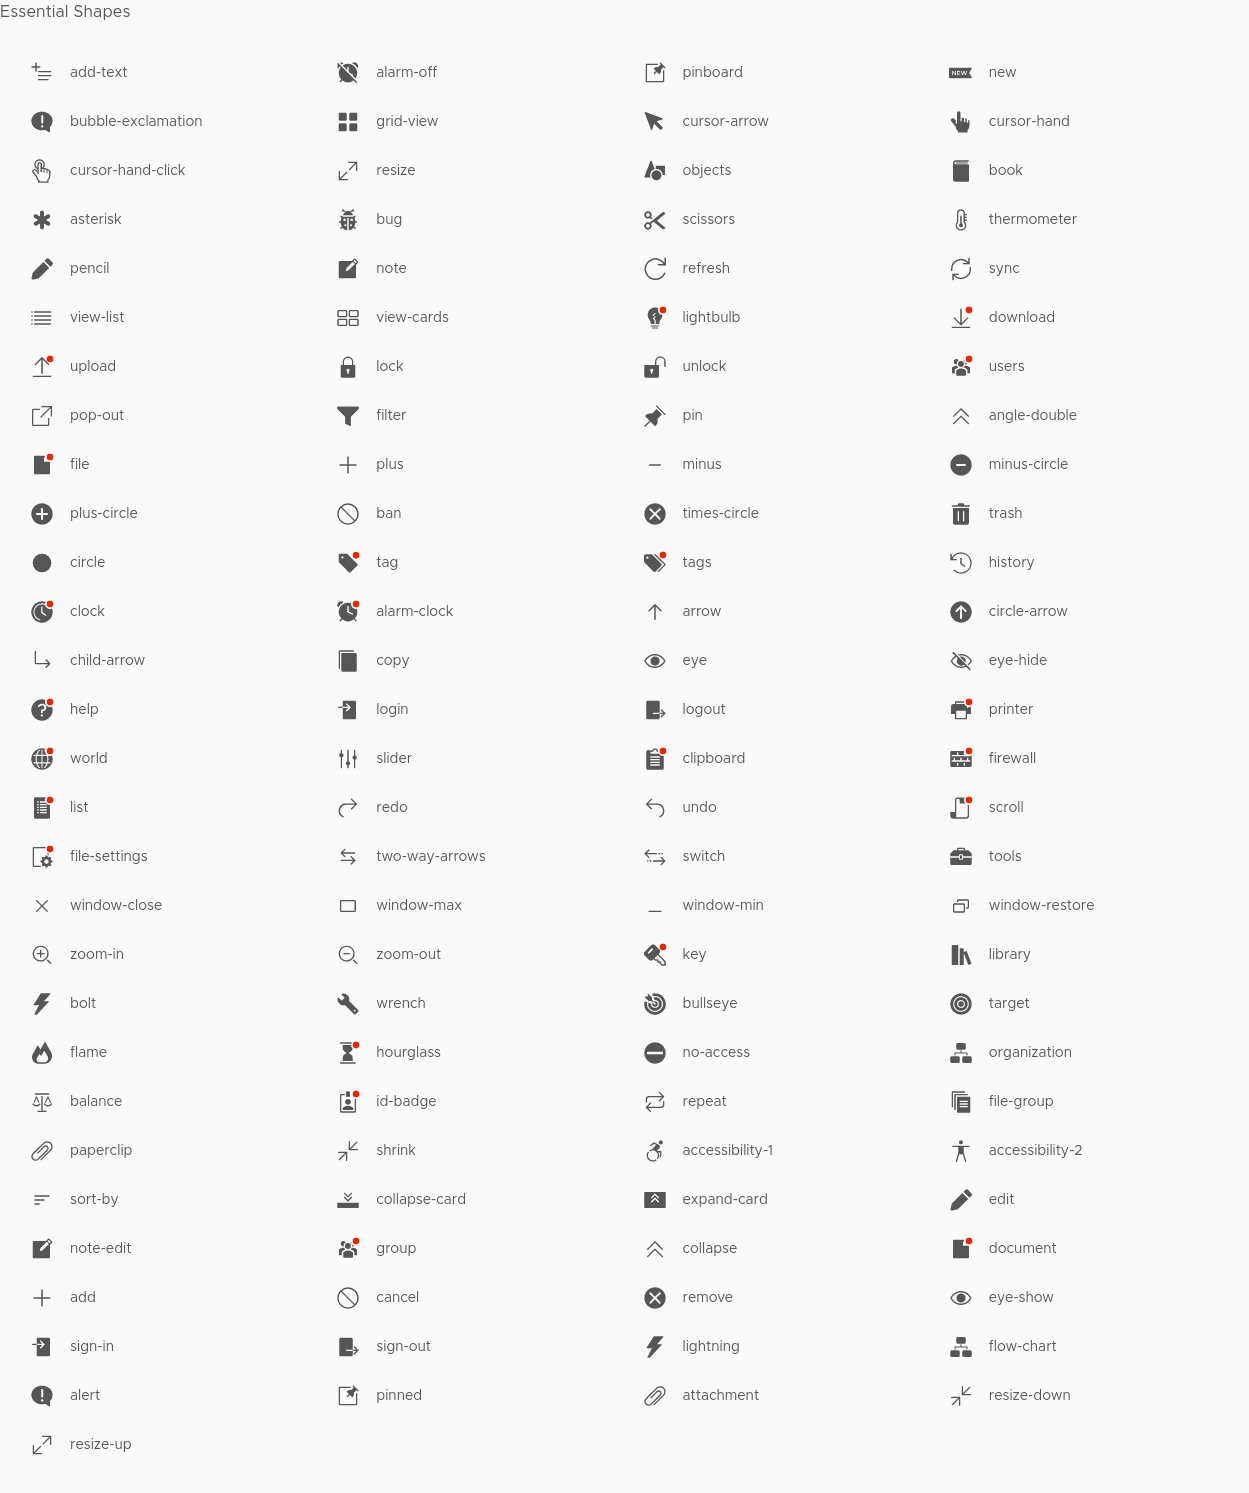 Essential Shapes
add-text alarm-off pinboard NEW new
bubble-exclamation grid-view cursor-arrow cursor-hand
cursor-hand-click resize objects book
asterisk bug scissors thermometer
pencil note refresh sync
view-list view-cards lightbulb download
upload lock unlock users
pop-out filter pin angle-double
file plus minus minus-circle
plus-circle ban times-circle trash
circle tag tags history
clock alarm-clock arrow circle-arrow
child-arrow copy eye eye-hide
help login logout printer
world slider clipboard firewall
list redo undo scroll
file-settings two-way-arrows switch tools
window-close window-max window-min window-restore
zoom-in zoom-out key library
bolt wrench bullseye target
flame hourglass no-access organization
balance id-badge repeat file-group
paperclip shrink accessibility-1 accessibility-2
sort-by collapse-card expand-card edit
note-edit group collapse document
add cancel remove eye-show
sign-in sign-out lightning flow-chart
alert pinned attachment resize-down
resize-up